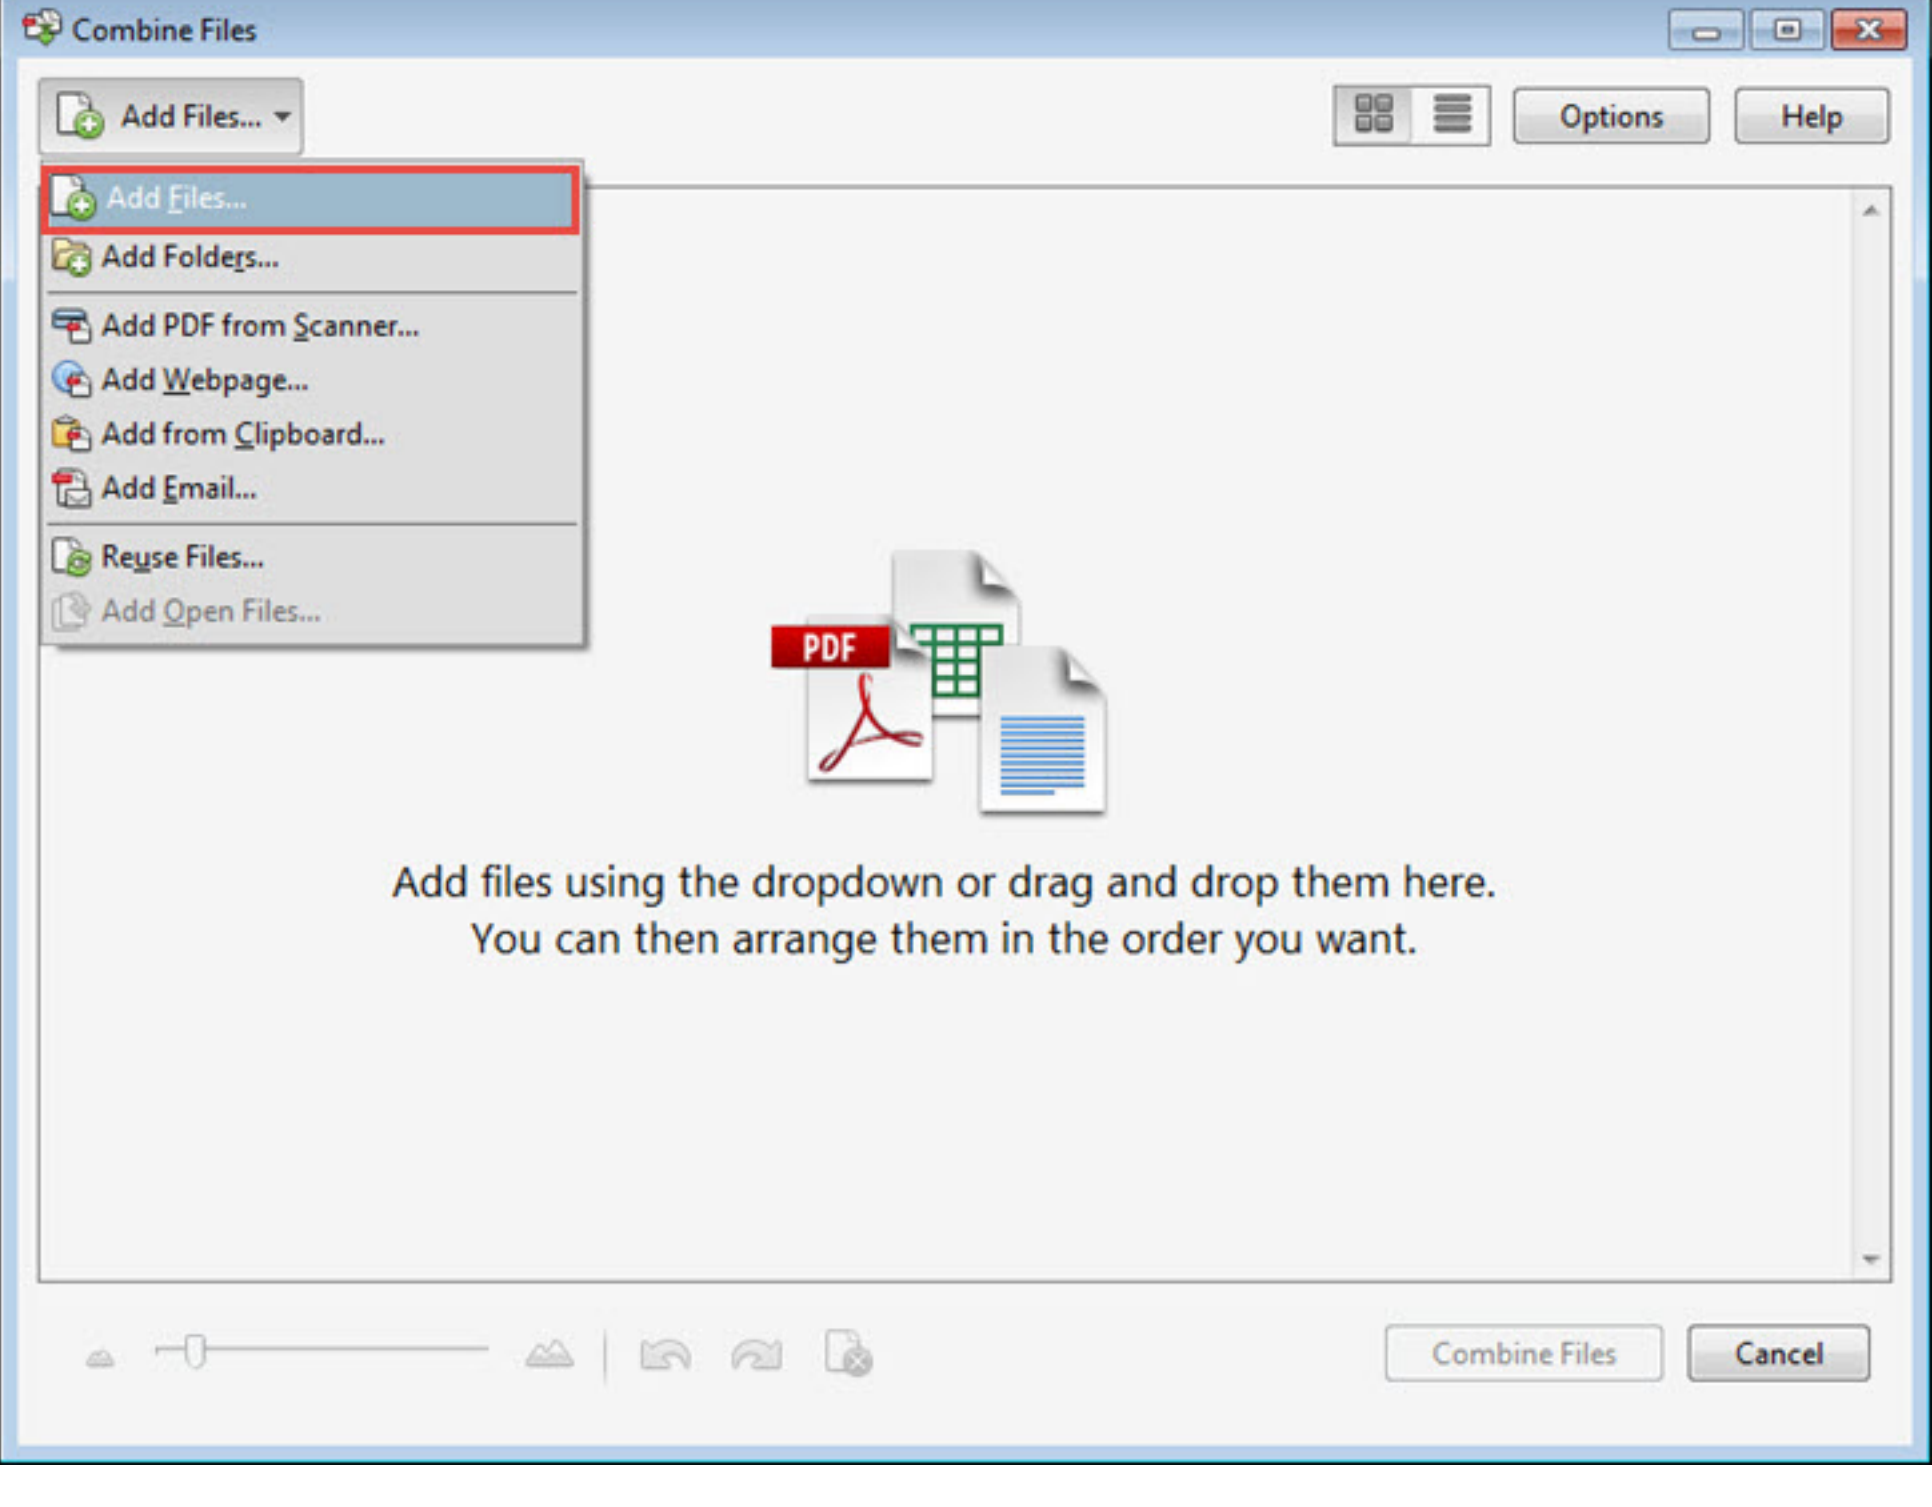 Combine Files
Add Files...
Options
Help
Add Files...
Add Folders...
Add PDF from Scanner...
Add Webpage...
Add from Clipboard...
Add Email...
Reuse Files...
Add Open Files...
PDF
Add files using the dropdown or drag and drop them here.
You can then arrange them in the order you want.
Combine Files
Cancel